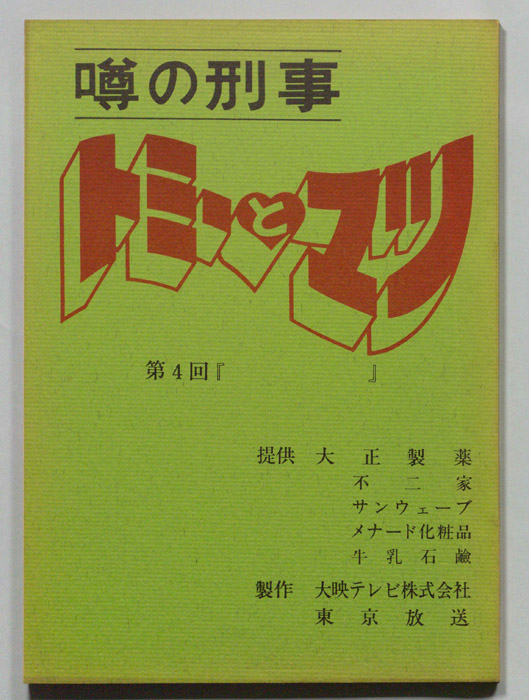 噂の刑事
トミーとマツ
第4回『　　　』
提供 大正製薬
不二家
サンウェーブ
メナード化粧品
牛乳石鹸
製作 大映テレビ株式会社
東京放送